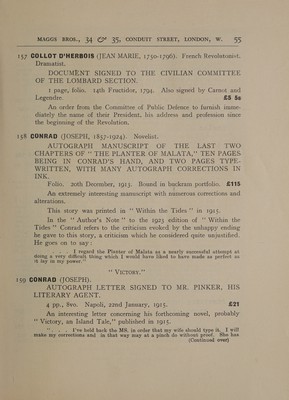 MAGGS BROS., 34 & 35, CONDUIT STREET, LONDON, W. 55
157 COLLOT D'HERBOIS (JEAN MARIE, 1750-1796). French Revolutionist.
Dramatist.
DOCUMENT SIGNED TO THE CIVILIAN COMMITTEE
OF THE LOMBARD SECTION.
1 page, folio. 14th Fructidor, 1794. Also signed by Carnot and
Legendre. £5 5s
An order from the Committee of Public Defence to furnish imme-
diately the name of their President, his address and profession since
the beginning of the Revolution.
158 CONRAD (JOSEPH, 1857-1924). Novelist.
AUTOGRAPH MANUSCRIPT OF THE LAST TWO
CHAPTERS OF "THE PLANTER OF MALATA," TEN PAGES
BEING IN CONRAD'S HAND, AND TWO PAGES TYPE-
WRITTEN, WITH MANY AUTOGRAPH CORRECTIONS IN
INK.
Folio. 20th December, 1913. Bound in buckram portfolio. £115
An extremely interesting manuscript with numerous corrections and
alterations.
This story was printed in "Within the Tides" in 1915.
In the "Author's Note" to the 1925 edition of "Within the
Tides" Conrad refers to the criticism evoked by the unhappy ending
he gave to this story, a criticism which he considered quite unjustified.
He goes on to say:
". . . I regard the Planter of Malata as a nearly successful attempt at
doing a very difficult thing which I would have liked to have made as perfect as
it lay in my power."
"VICTORY."
159 CONRAD (JOSEPH).
AUTOGRAPH LETTER SIGNED TO MR. PINKER, HIS
LITERARY AGENT.
4 pp., 8vo. Napoli, 22nd January, 1915. £21
An interesting letter concerning his forthcoming novel, probably
"Victory, an Island Tale," published in 1915.
". . . I've held back the MS. in order that my wife should type it. I will
make my corrections and in that way may at a pinch do without proof. She has
(Continued over)